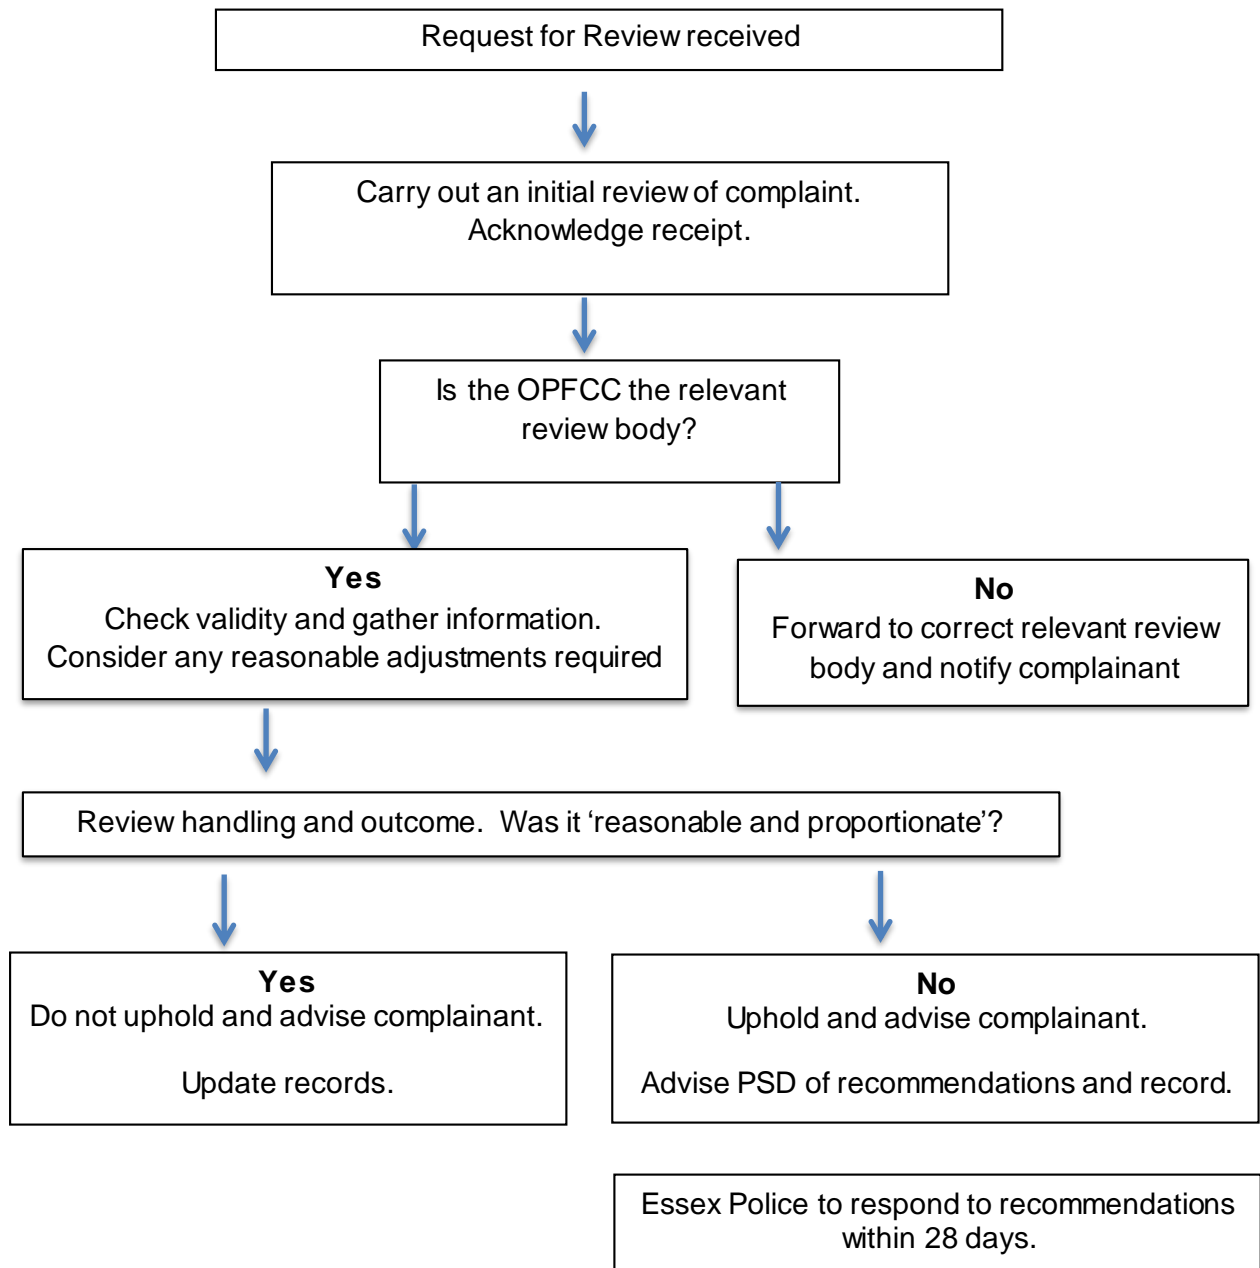 Request for Review received
Carry out an initial review of complaint.
Acknowledge receipt.
Is the OPFCC the relevant
review body?
Yes
Check validity and gather information.
Consider any reasonable adjustments required
No
Forward to correct relevant review
body and notify complainant
Review handling and outcome. Was it ‘reasonable and proportionate’?
Yes
Do not uphold and advise complainant.
Update records.
No
Uphold and advise complainant.
Advise PSD of recommendations and record.
Essex Police to respond to recommendations
within 28 days.